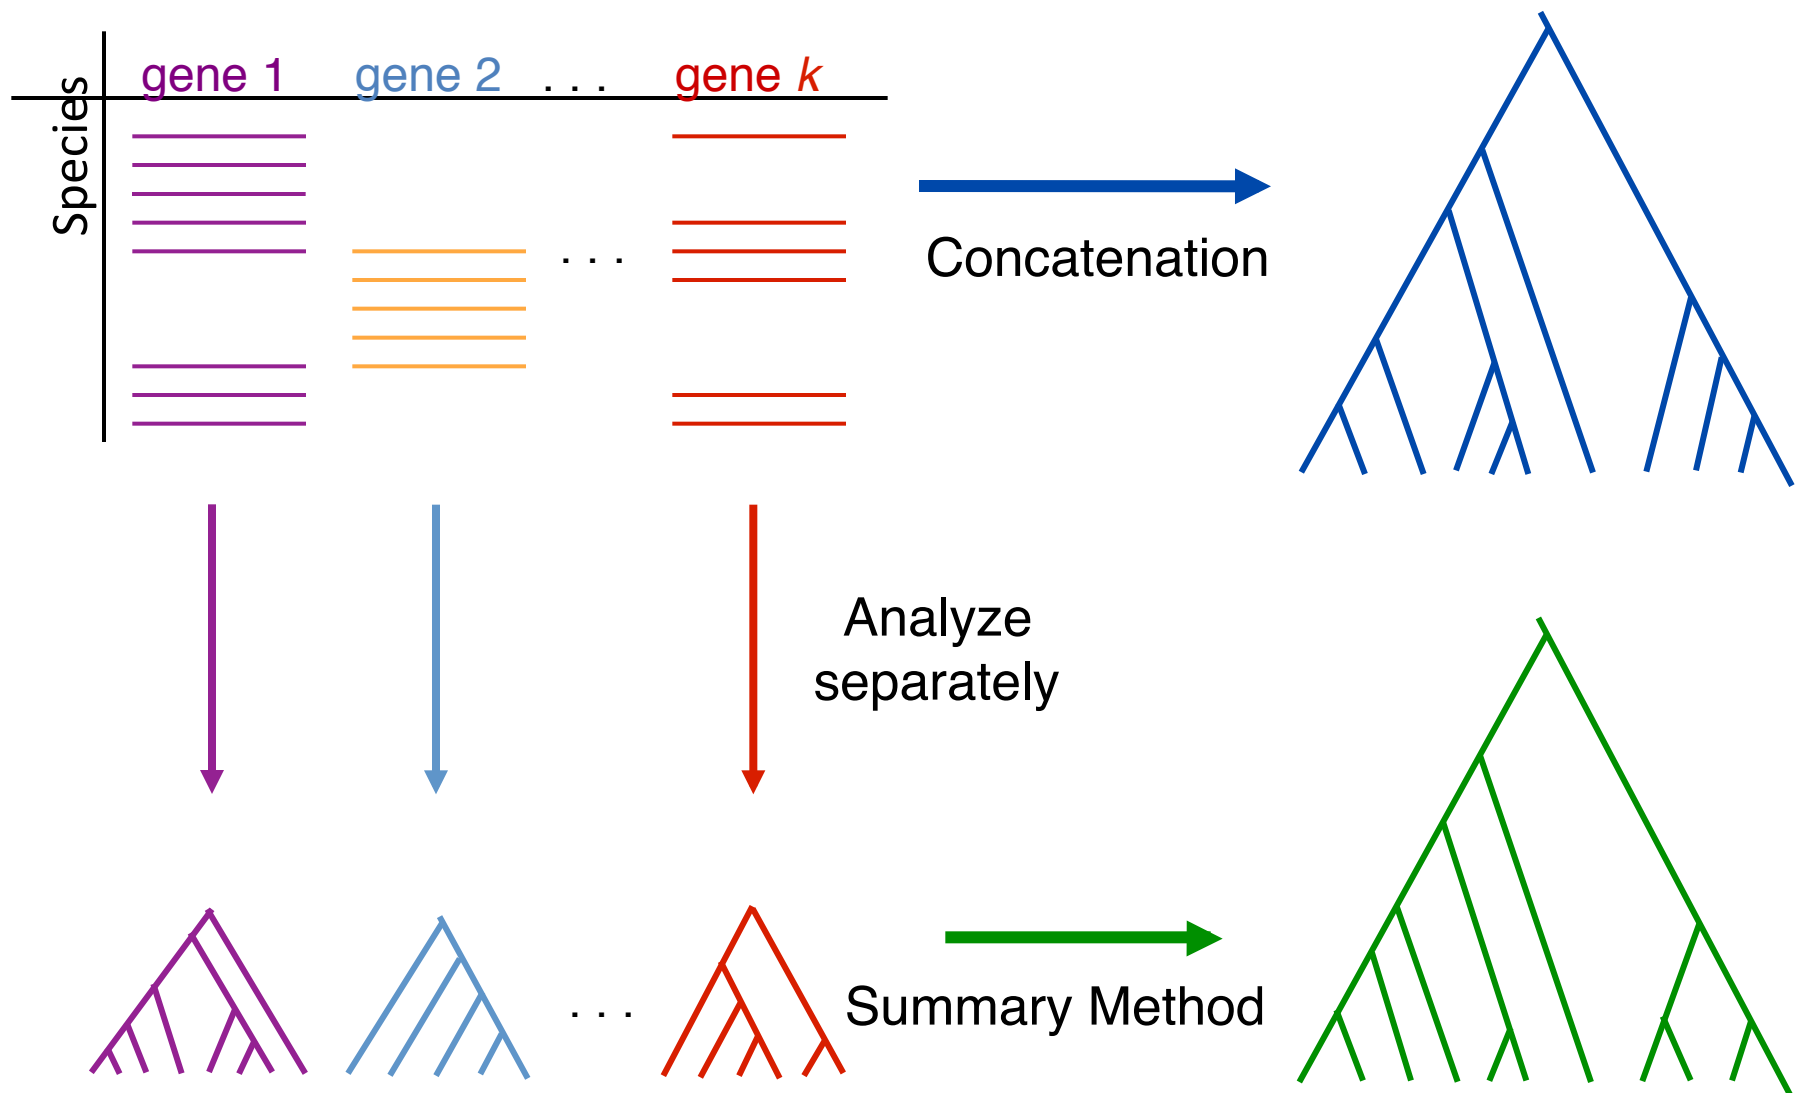 gene 1 gene 2 . . . gene k
Species
. . .
Concatenation
Analyze
separately
. . .
Summary Method